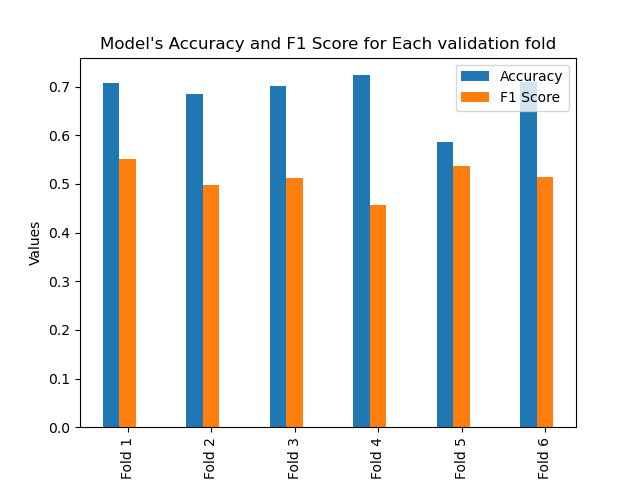 Model's Accuracy and F1 Score for Each validation fold
Accuracy
F1 Score
Values
0.7
0.6
0.5
0.4
0.3
0.2
0.1
0.0
Fold 1
Fold 2
Fold 3
Fold 4
Fold 5
Fold 6